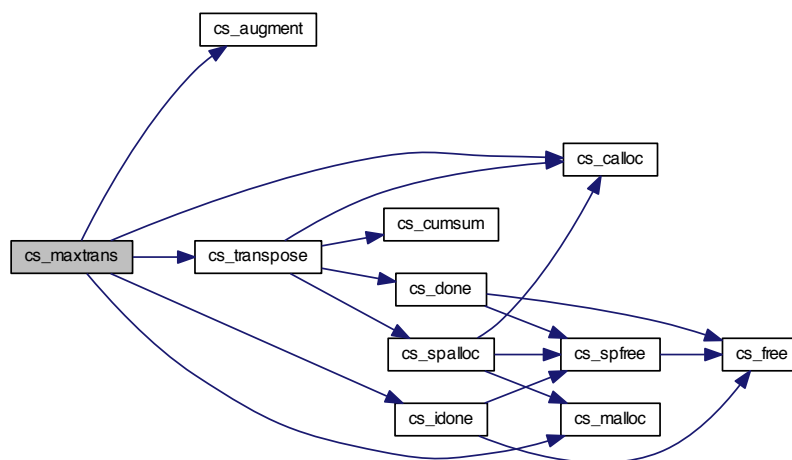 cs_augment
cs_calloc
cs_cumsum
cs_maxtrans
cs_transpose
cs_done
cs_spalloc
cs_spfree
cs_free
cs_idone
cs_malloc